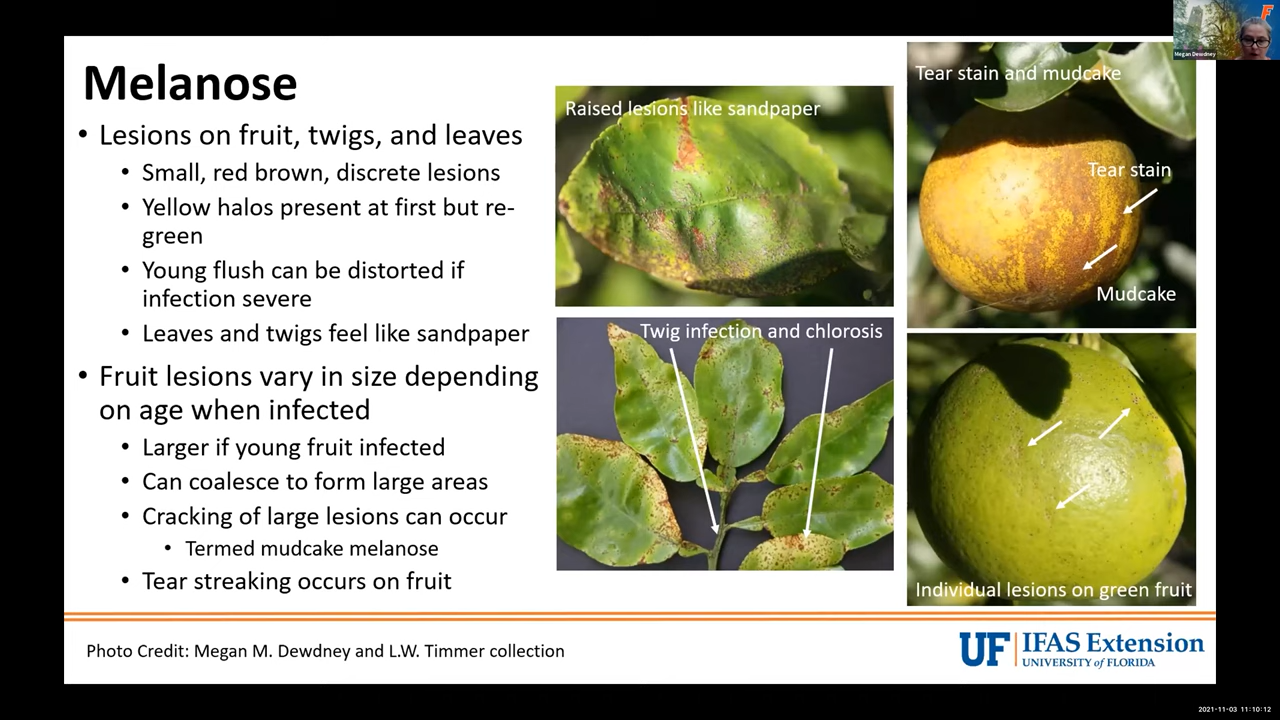 Melanose
• Lesions on fruit, twigs, and leaves
• Small, red brown, discrete lesions
• Yellow halos present at first but re-
green
• Young flush can be distorted if
infection severe
• Leaves and twigs feel like sandpaper
• Fruit lesions vary in size depending
on age when infected
• Larger if young fruit infected
• Can coalesce to form large areas
• Cracking of large lesions can occur
• Termed mudcake melanose
• Tear streaking occurs on fruit
Raised lesions like sandpaper
Twig infection and chlorosis
Tear stain and mudcake
Tear stain
Mudcake
Individual lesions on green fruit
Photo Credit: Megan M. Dewdney and L.W. Timmer collection
UF IFAS Extension
UNIVERSITY of FLORIDA
Megan Dewdney
F
2021-11-03 11:10:12